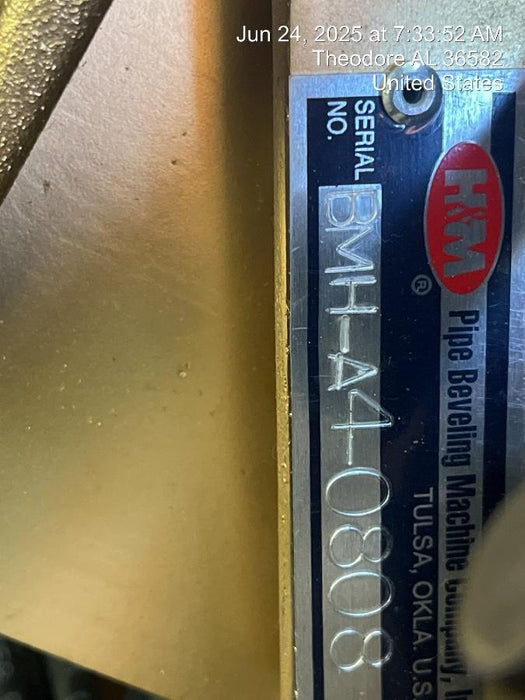 Jun 24, 2025 at 7:33:52 AM
Theodore AL 36582
United States
H&M®
Pipe Beveling Machine Company,
TULSA, OKLA. U.S
SERIAL
NO.
BMH-A4-0808